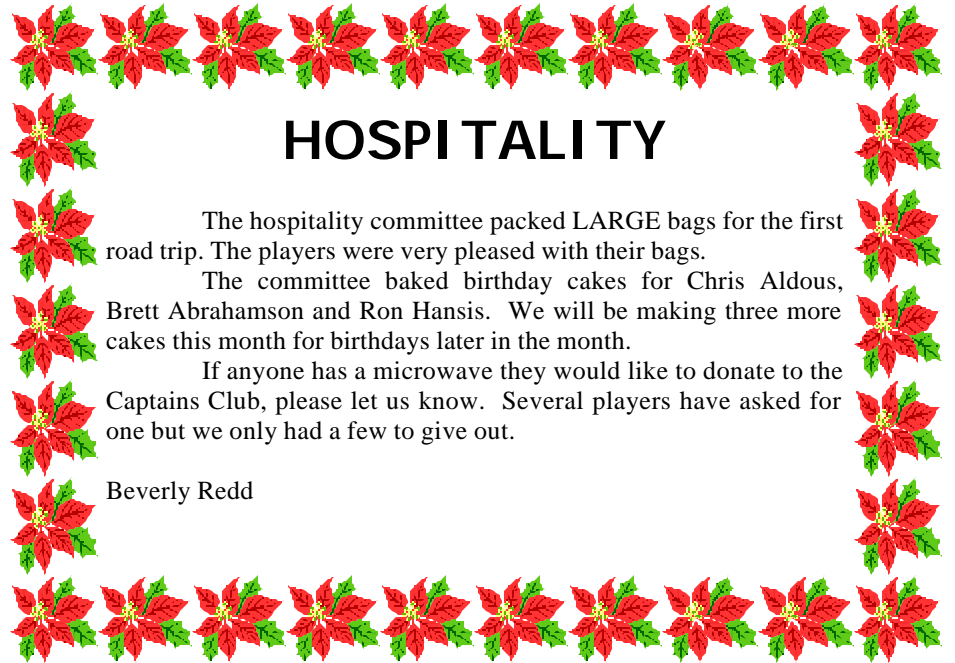 HOSPITALITY
The hospitality committee packed LARGE bags for the first
road trip. The players were very pleased with their bags.
The committee baked birthday cakes for Chris Aldous,
Brett Abrahamson and Ron Hansis. We will be making three more
cakes this month for birthdays later in the month.
If anyone has a microwave they would like to donate to the
Captains Club, please let us know. Several players have asked for
one but we only had a few to give out.
Beverly Redd